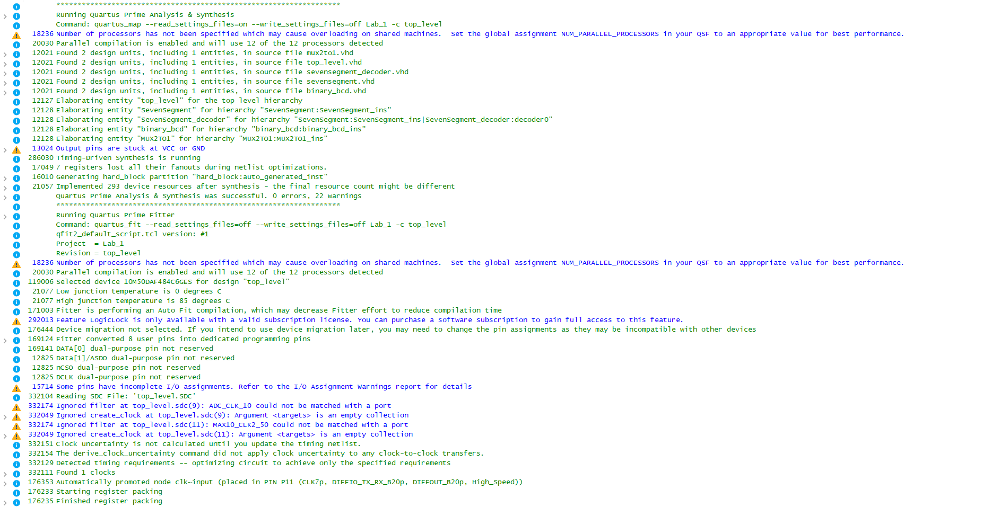 *******************************************************************
Running Quartus Prime Analysis & Synthesis
Command: quartus_map --read_settings_files=on --write_settings_files=off Lab_1 -c top_level
18236 Number of processors has not been specified which may cause overloading on shared machines.  Set the global assignment NUM_PARALLEL_PROCESSORS in your QSF to an appropriate value for best performance.
20030 Parallel compilation is enabled and will use 12 of the 12 processors detected
12021 Found 2 design units, including 1 entities, in source file mux2to1.vhd
12021 Found 2 design units, including 1 entities, in source file top_level.vhd
12021 Found 2 design units, including 1 entities, in source file sevensegment_decoder.vhd
12021 Found 2 design units, including 1 entities, in source file sevensegment.vhd
12021 Found 2 design units, including 1 entities, in source file binary_bcd.vhd
12127 Elaborating entity "top_level" for the top level hierarchy
12128 Elaborating entity "SevenSegment" for hierarchy "SevenSegment:SevenSegment_ins"
12128 Elaborating entity "SevenSegment_decoder" for hierarchy "SevenSegment:SevenSegment_ins|SevenSegment_decoder:decoder0"
12128 Elaborating entity "binary_bcd" for hierarchy "binary_bcd:binary_bcd_ins"
12128 Elaborating entity "MUX2TO1" for hierarchy "MUX2TO1:MUX2TO1_ins"
13024 Output pins are stuck at VCC or GND
286030 Timing-Driven Synthesis is running
17049 7 registers lost all their fanouts during netlist optimizations.
16010 Generating hard_block partition "hard_block:auto_generated_inst"
21057 Implemented 293 device resources after synthesis - the final resource count might be different
Quartus Prime Analysis & Synthesis was successful. 0 errors, 22 warnings
*******************************************************************
Running Quartus Prime Fitter
Command: quartus_fit --read_settings_files=off --write_settings_files=off Lab_1 -c top_level
qfit2_default_script.tcl version: #1
Project  = Lab_1
Revision = top_level
18236 Number of processors has not been specified which may cause overloading on shared machines.  Set the global assignment NUM_PARALLEL_PROCESSORS in your QSF to an appropriate value for best performance.
20030 Parallel compilation is enabled and will use 12 of the 12 processors detected
119006 Selected device 10M50DAF484C6GES for design "top_level"
21077 Low junction temperature is 0 degrees C
21077 High junction temperature is 85 degrees C
171003 Fitter is performing an Auto Fit compilation, which may decrease Fitter effort to reduce compilation time
292013 Feature LogicLock is only available with a valid subscription license. You can purchase a software subscription to gain full access to this feature.
176444 Device migration not selected. If you intend to use device migration later, you may need to change the pin assignments as they may be incompatible with other devices
169124 Fitter converted 8 user pins into dedicated programming pins
169141 DATA[0] dual-purpose pin not reserved
12825 Data[1]/ASDO dual-purpose pin not reserved
12825 nCSO dual-purpose pin not reserved
12825 DCLK dual-purpose pin not reserved
15714 Some pins have incomplete I/O assignments. Refer to the I/O Assignment Warnings report for details
332104 Reading SDC File: 'top_level.SDC'
332174 Ignored filter at top_level.sdc(9): ADC_CLK_10 could not be matched with a port
332049 Ignored create_clock at top_level.sdc(9): Argument <targets> is an empty collection
332174 Ignored filter at top_level.sdc(11): MAX10_CLK2_50 could not be matched with a port
332049 Ignored create_clock at top_level.sdc(11): Argument <targets> is an empty collection
332151 Clock uncertainty is not calculated until you update the timing netlist.
332154 The derive_clock_uncertainty command did not apply clock uncertainty to any clock-to-clock transfers.
332129 Detected timing requirements -- optimizing circuit to achieve only the specified requirements
332111 Found 1 clocks
176353 Automatically promoted node clk~input (placed in PIN P11 (CLK7p, DIFFIO_TX_RX_B20p, DIFFOUT_B20p, High_Speed))
176233 Starting register packing
176235 Finished register packing